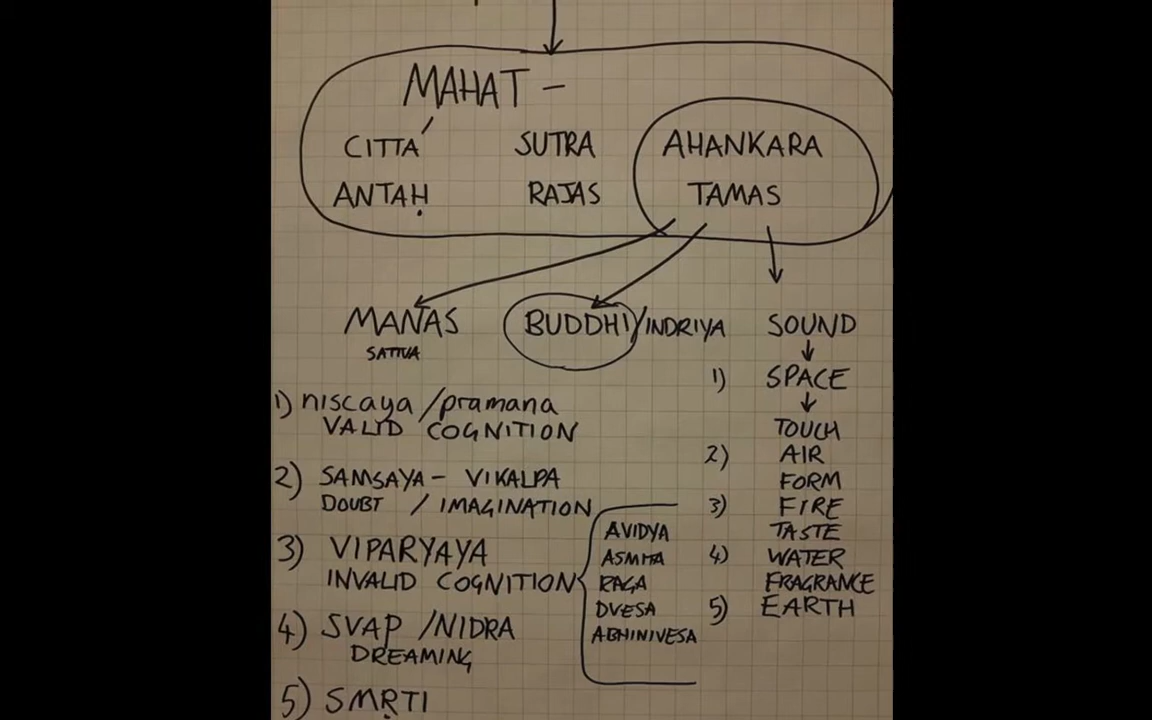 MAHAT -
CITTA SUTRA AHANKARA
ANTAḤ RAJAS TAMAS
MANAS BUDDHI/INDRIYA SOUND
SATTVA
1) SPACE
TOUCH
2) AIR
FORM
3) FIRE
TASTE
4) WATER
FRAGRANCE
5) EARTH
1) niscaya/pramana
VALID COGNITION
2) SAMSAYA - VIKALPA
DOUBT / IMAGINATION
3) VIPARYAYA
INVALID COGNITION
AVIDYA
ASMITA
RAGA
DVESA
ABHINIVESA
4) SVAP/NIDRA
DREAMING
5) SMṚTI